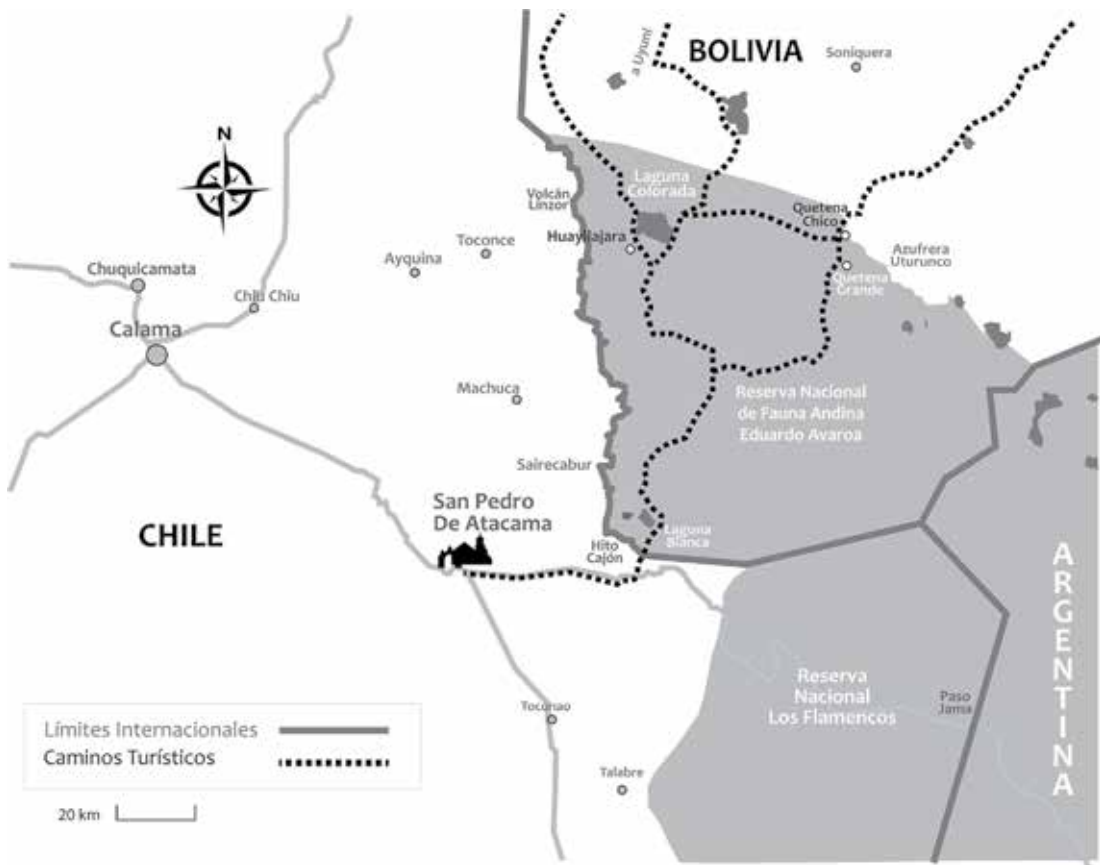 BOLIVIA
a Uyuni
Soniquera
N
Laguna
Colorada
Volcán
Linzor
Quetena
Chico
Huayllajara
Toconce
Ayquina
Azufrera
Uturunco
Quetena
Grande
Chuquicamata
Chiu Chiu
Calama
Machuca
Reserva Nacional
de Fauna Andina
Eduardo Avaroa
Sairecabur
San Pedro
De Atacama
CHILE
Laguna
Blanca
Hito
Cajón
ARGENTINA
Reserva
Nacional
Los Flamencos
Paso
Jama
Toconao
Talabre
Límites Internacionales
Caminos Turísticos
20 km